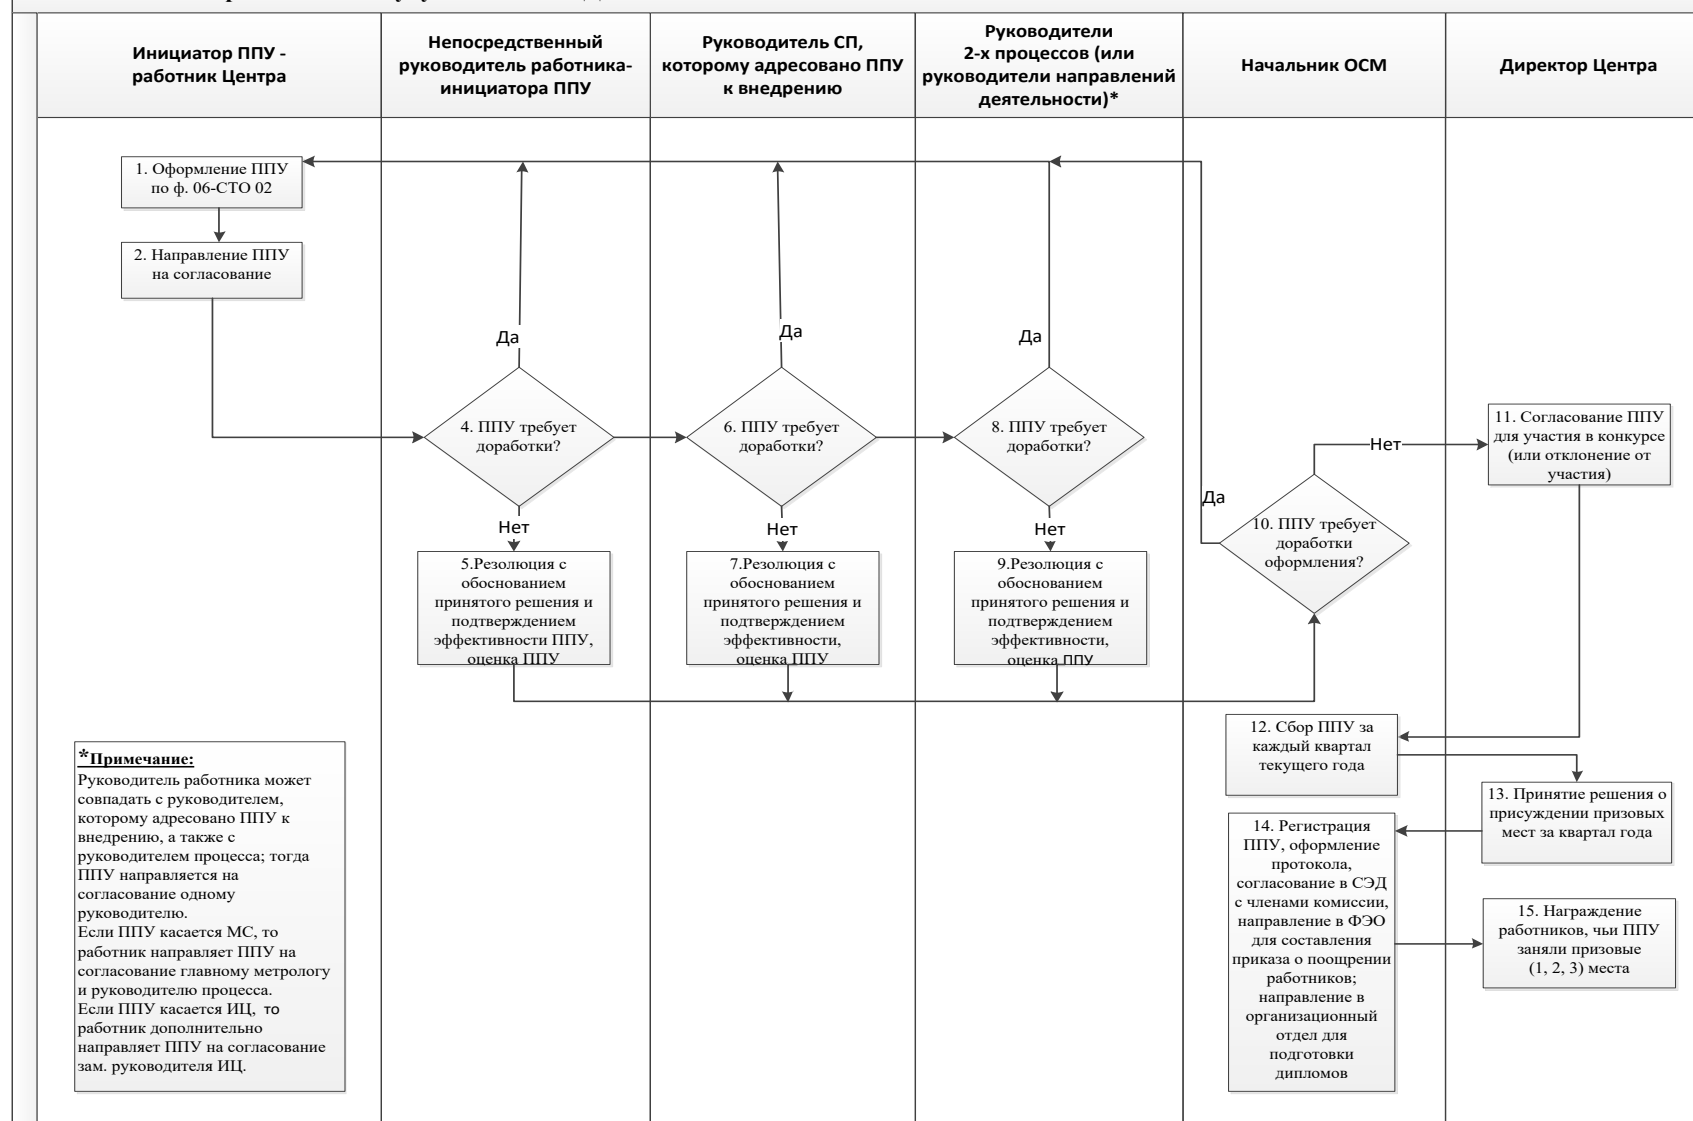 Инициатор ППУ -
работник Центра
Непосредственный
руководитель работника-
инициатора ППУ
Руководитель СП,
которому адресовано ППУ
к внедрению
Руководители
2-х процессов (или
руководители направлений
деятельности)*
Начальник ОСМ
Директор Центра
1. Оформление ППУ
по ф. 06-СТО 02
2. Направление ППУ
на согласование
Да
Да
Да
4. ППУ требует
доработки?
6. ППУ требует
доработки?
8. ППУ требует
доработки?
Нет
Нет
Нет
5.Резолюция с
обоснованием
принятого решения и
подтверждением
эффективности ППУ,
оценка ППУ
7.Резолюция с
обоснованием
принятого решения и
подтверждением
эффективности,
оценка ППУ
9.Резолюция с
обоснованием
принятого решения и
подтверждением
эффективности,
оценка ППУ
Да
10. ППУ требует
доработки
оформления?
Нет
11. Согласование ППУ
для участия в конкурсе
(или отклонение от
участия)
12. Сбор ППУ за
каждый квартал
текущего года
13. Принятие решения о
присуждении призовых
мест за квартал года
14. Регистрация
ППУ, оформление
протокола,
согласование в СЭД
с членами комиссии,
направление в ФЭО
для составления
приказа о поощрении
работников;
направление в
организационный
отдел для
подготовки
дипломов
15. Награждение
работников, чьи ППУ
заняли призовые
(1, 2, 3) места
*Примечание:
Руководитель работника может
совпадать с руководителем,
которому адресовано ППУ к
внедрению, а также с
руководителем процесса; тогда
ППУ направляется на
согласование одному
руководителю.
Если ППУ касается МС, то
работник направляет ППУ на
согласование главному метрологу
и руководителю процесса.
Если ППУ касается ИЦ, то
работник дополнительно
направляет ППУ на согласование
зам. руководителя ИЦ.